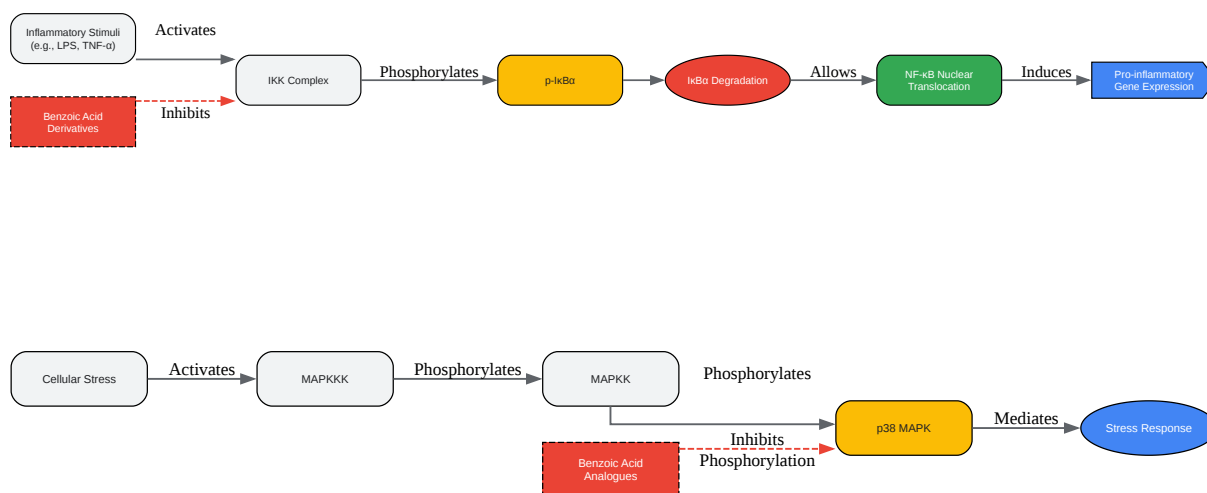 Inflammatory Stimuli
(e.g., LPS, TNF-α)
Activates
IKK Complex
Phosphorylates
p-IκBα
IκBα Degradation
Allows
NF-κB Nuclear
Translocation
Induces
Pro-inflammatory
Gene Expression
Benzoic Acid
Derivatives
Inhibits
Cellular Stress
Activates
MAPKKK
Phosphorylates
MAPKK
Phosphorylates
p38 MAPK
Mediates
Stress Response
Benzoic Acid
Analogues
Inhibits
Phosphorylation